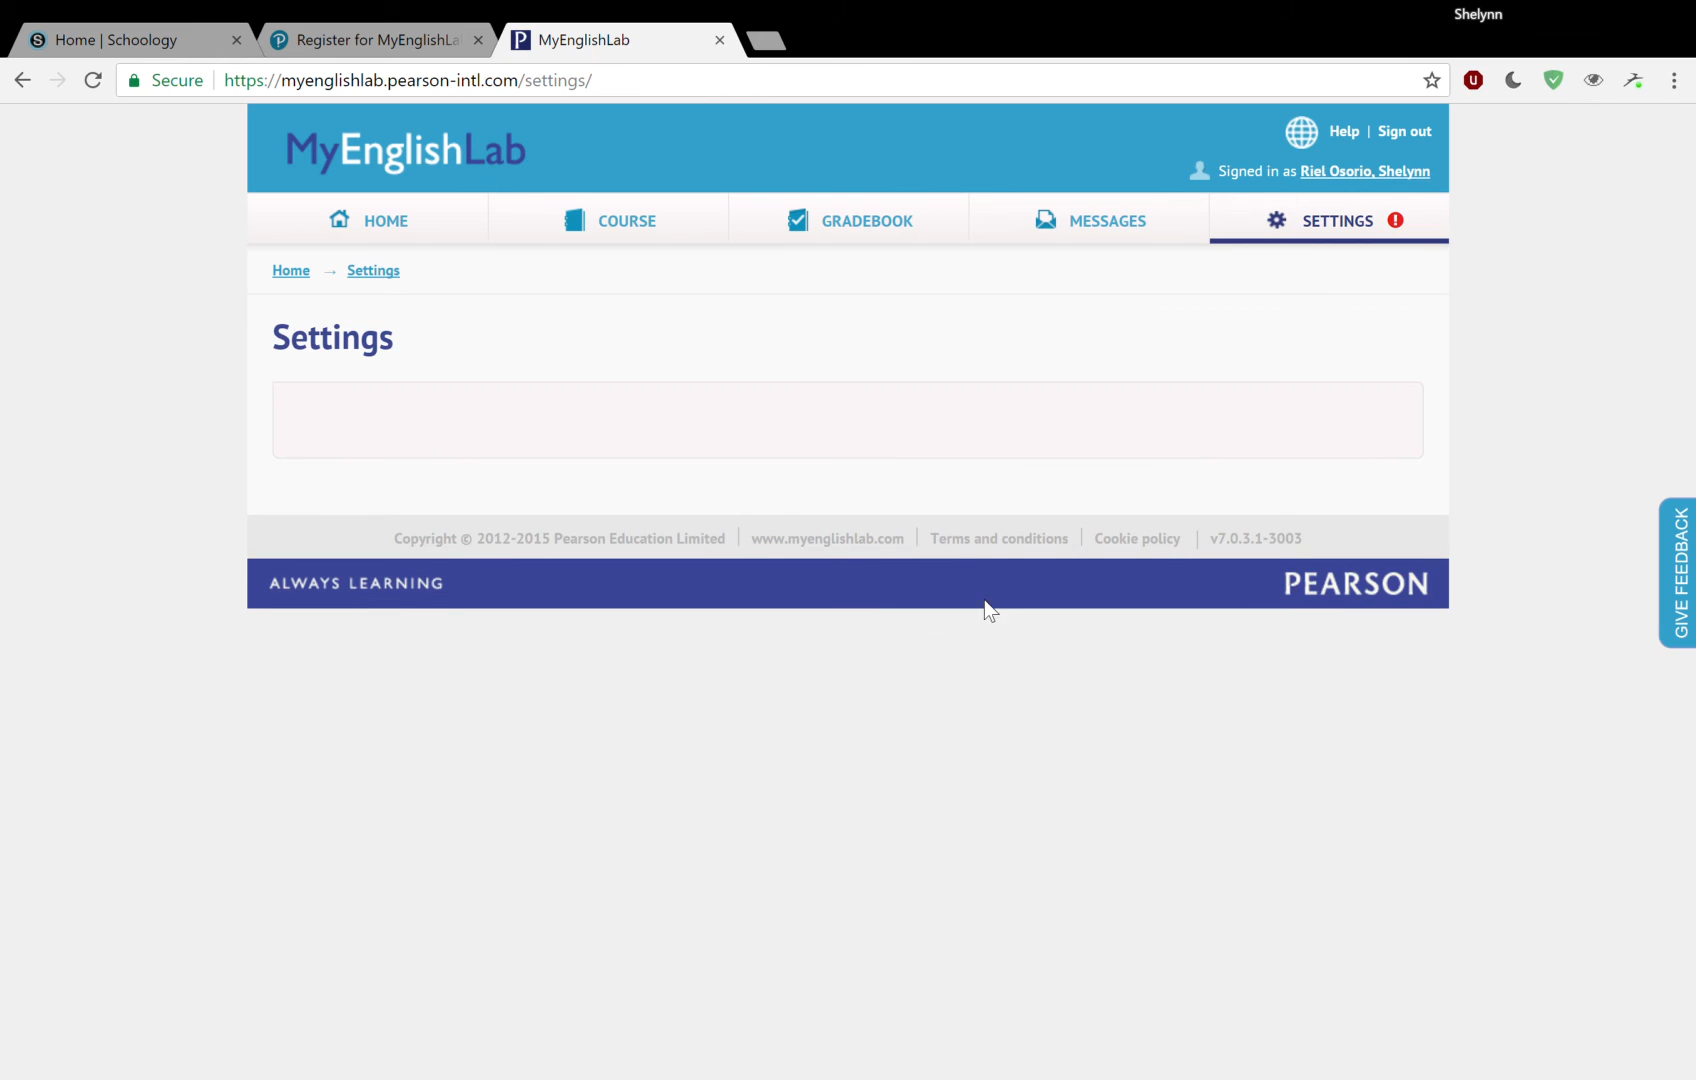 Shelynn
Home | Schoology
Register for MyEnglishLa
MyEnglishLab
Secure
https://myenglishlab.pearson-intl.com/settings/
MyEnglishLab
Help | Sign out
Signed in as Riel Osorio, Shelynn
HOME
COURSE
GRADEBOOK
MESSAGES
SETTINGS
Home → Settings
Settings
GIVE FEEDBACK
Copyright © 2012-2015 Pearson Education Limited
www.myenglishlab.com
Terms and conditions
Cookie policy
v7.0.3.1-3003
ALWAYS LEARNING
PEARSON